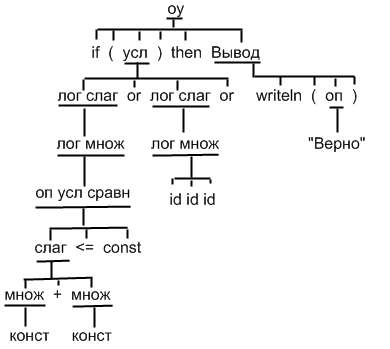 оу
if ( усл ) then Вывод
лог слаг or лог слаг or writeln ( оп )
лог множ лог множ "Верно"
оп усл сравн id id id
слаг <= const
множ + множ
конст конст